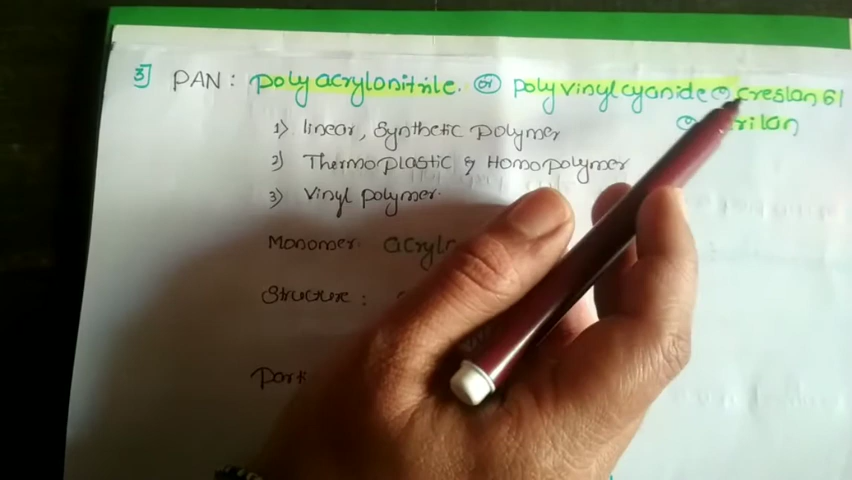 3] PAN: polyacrylonitrile. or polyvinylcyanide or creslan 61
1) linear, Synthetic polymer
2) Thermoplastic & Homopolymer
3) Vinyl polymer.
Monomer:
Structure :